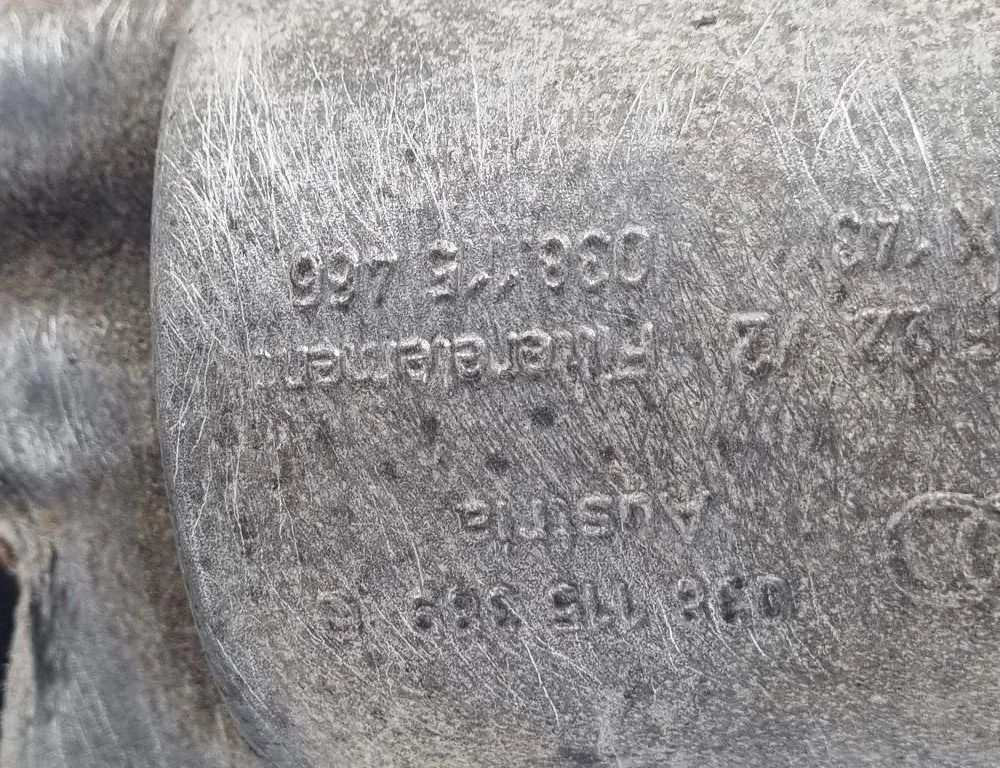 038 115 389 C
Austria
Filterelement
038.115 466